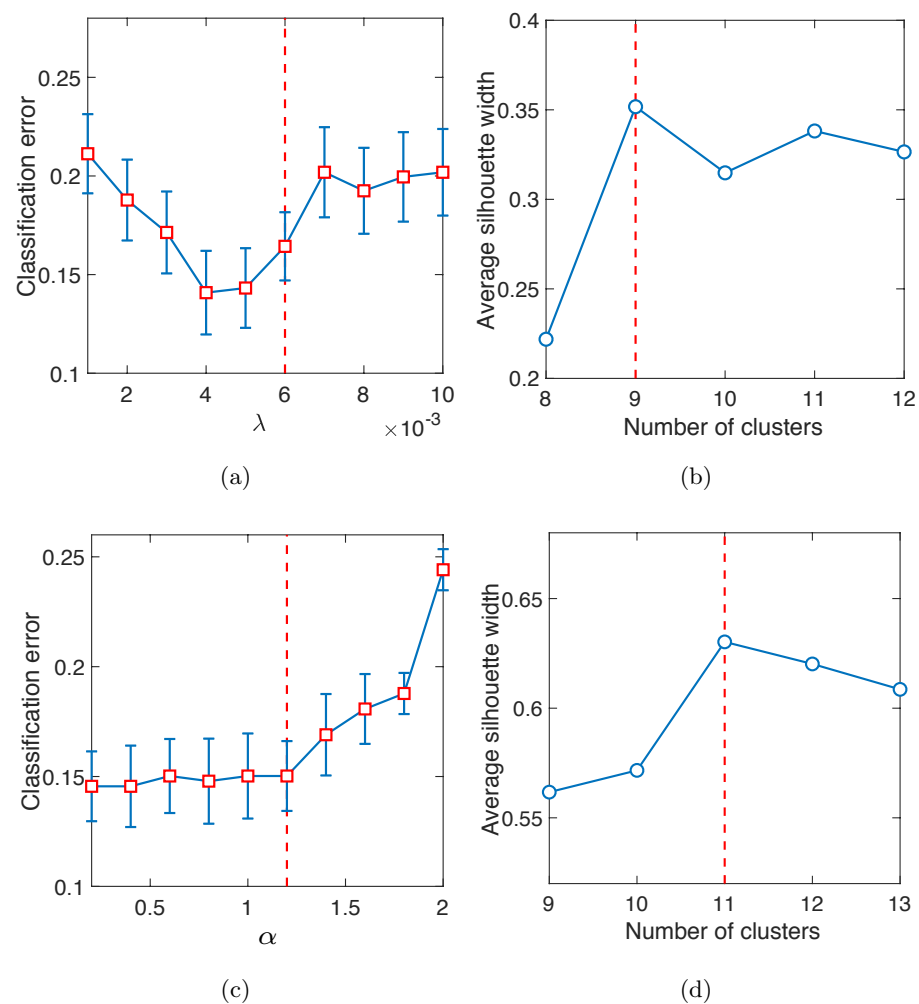 Classification error
0.25
0.2
0.15
0.1
2 4 6 8 10
λ ×10-3
(a)
Average silhouette width
0.4
0.35
0.3
0.25
0.2
8 9 10 11 12
Number of clusters
(b)
Classification error
0.25
0.2
0.15
0.1
0.5 1 1.5 2
α
(c)
Average silhouette width
0.65
0.6
0.55
9 10 11 12 13
Number of clusters
(d)